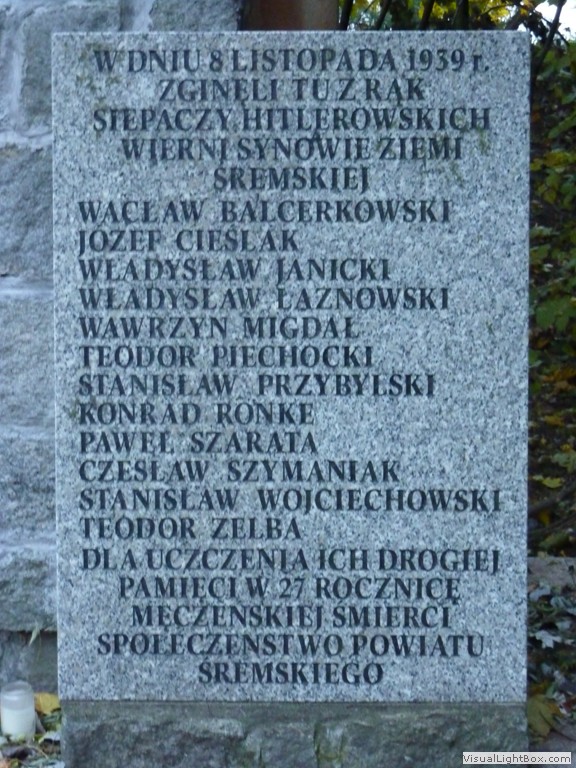 W DNIU 8 LISTOPADA 1939 r.
ZGINĘLI TU Z RĄK
SIEPACZY HITLEROWSKICH
WIERNI SYNOWIE ZIEMI
ŚREMSKIEJ
WACŁAW BALCERKOWSKI
JÓZEF CIEŚLAK
WŁADYSŁAW JANICKI
WŁADYSŁAW ŁAZNOWSKI
WAWRZYN MIGDAŁ
TEODOR PIECHOCKI
STANISŁAW PRZYBYLSKI
KONRAD RONKE
PAWEŁ SZARATA
CZESŁAW SZYMANIAK
STANISŁAW WOJCIECHOWSKI
TEODOR ZELBA
DLA UCZCZENIA ICH DROGIEJ
PAMIĘCI W 27 ROCZNICĘ
MĘCZEŃSKIEJ ŚMIERCI
SPOŁECZEŃSTWO POWIATU
ŚREMSKIEGO
VisualLightBox.com